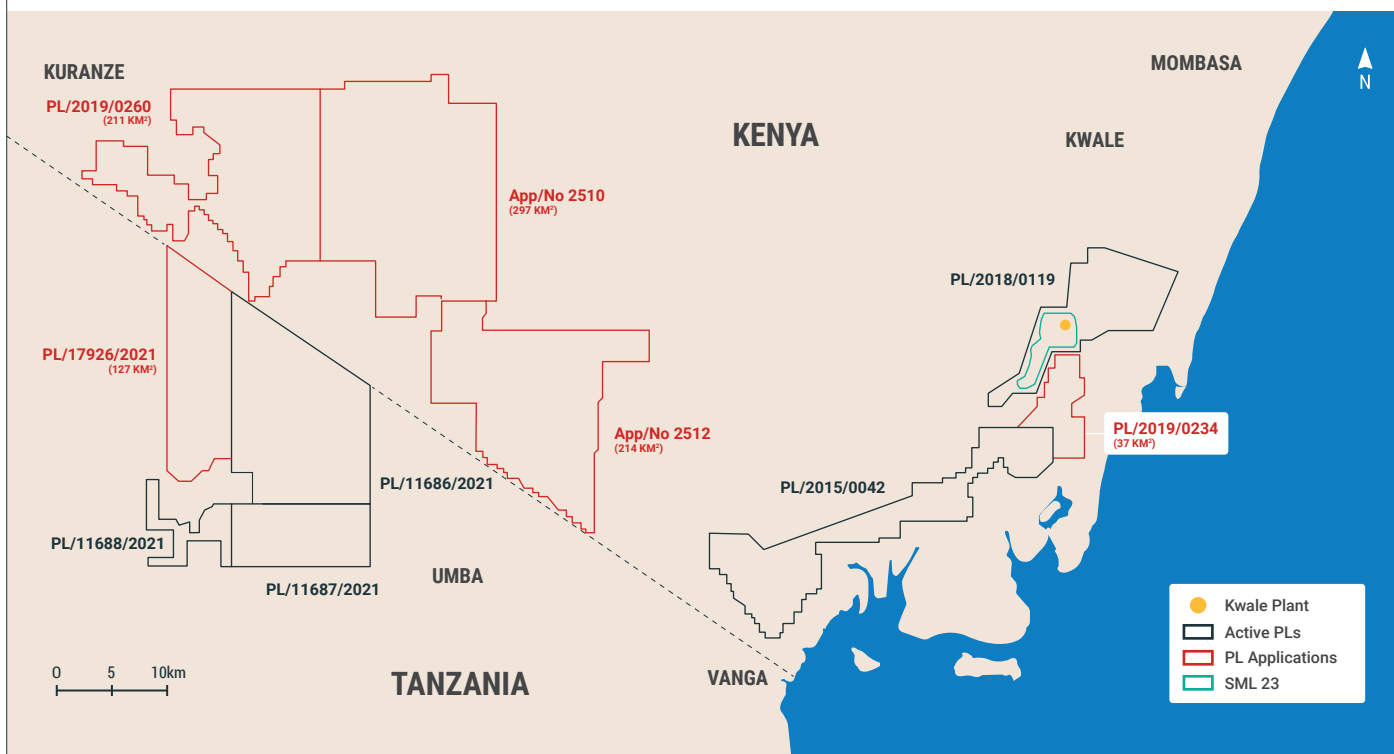 MOMBASA
N
KURANZE
PL/2019/0260
(211 KM²)
KENYA
KWALE
App/No 2510
(297 KM²)
PL/2018/0119
PL/17926/2021
(127 KM²)
App/No 2512
(214 KM²)
PL/2019/0234
(37 KM²)
PL/11686/2021
PL/2015/0042
PL/11688/2021
UMBA
PL/11687/2021
Kwale Plant
Active PLs
PL Applications
SML 23
0 5 10km
TANZANIA
VANGA